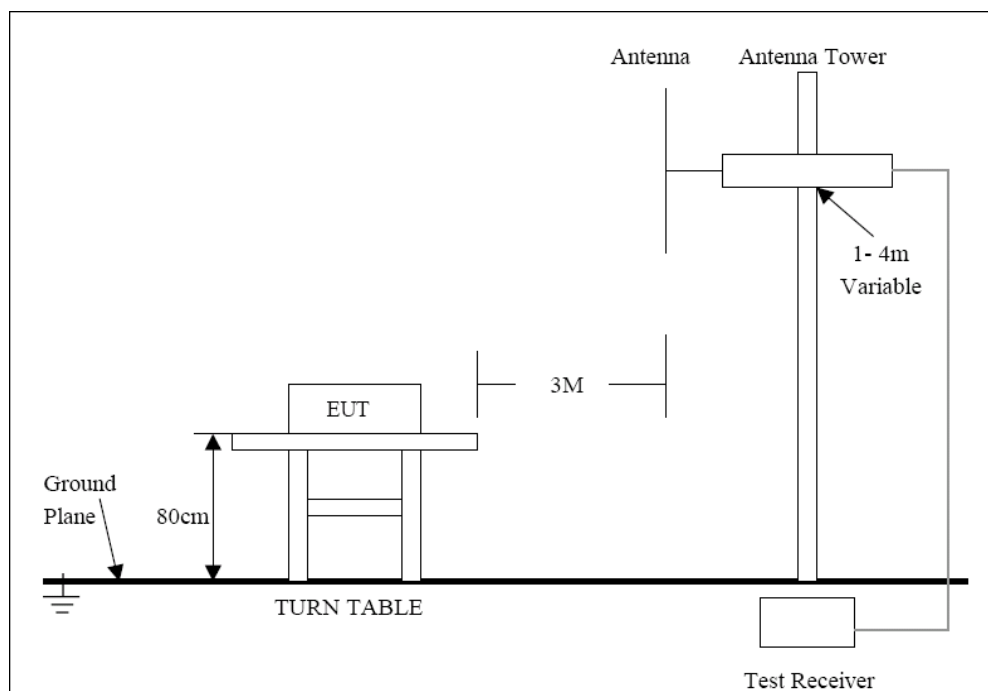 Antenna
Antenna Tower
1- 4m
Variable
3M
EUT
Ground
Plane
80cm
TURN TABLE
Test Receiver